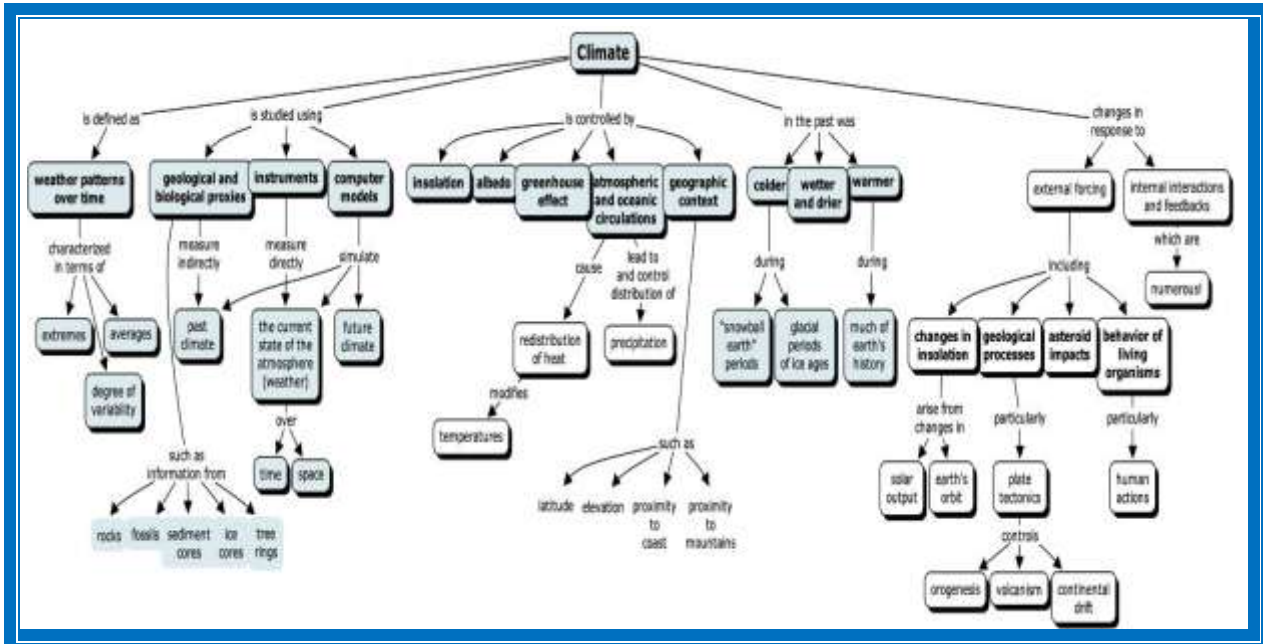 Climate
is defined as
is studied using
is controlled by
in the past was
changes in
response to
weather patterns
over time
geological and
biological proxies
instruments
computer
models
insolation
albedo
greenhouse
effect
atmospheric
and oceanic
circulations
geographic
context
colder
wetter
and drier
warmer
external forcing
internal interactions
and feedbacks
characterized
in terms of
measure
indirectly
measure
directly
simulate
cause
lead to
and control
distribution of
during
during
including
which are
numerous!
extremes
averages
degree of
variability
past
climate
the current
state of the
atmosphere
(weather)
future
climate
redistribution
of heat
precipitation
"snowball
earth"
periods
glacial
periods
of ice ages
much of
earth's
history
changes in
insolation
geological
processes
asteroid
impacts
behavior of
living
organisms
modifies
temperatures
over
time
space
such as
information from
rocks
fossils
sediment
cores
ice
cores
tree
rings
such as
latitude
elevation
proximity
to
coast
proximity
to
mountains
arise from
changes in
particularly
particularly
solar
output
earth's
orbit
plate
tectonics
human
actions
controls
orogenesis
volcanism
continental
drift